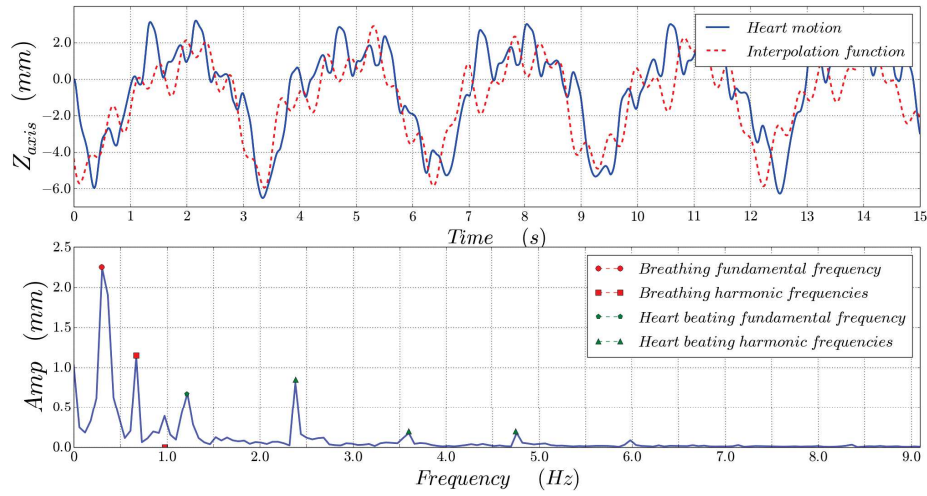 2.0
0.0
−2.0
−4.0
−6.0
Z_axis (mm)
Heart motion
Interpolation function
0 1 2 3 4 5 6 7 8 9 10 11 12 13 14 15
Time (s)
2.5
2.0
1.5
1.0
0.5
0.0
Amp (mm)
Breathing fundamental frequency
Breathing harmonic frequencies
Heart beating fundamental frequency
Heart beating harmonic frequencies
1.0 2.0 3.0 4.0 5.0 6.0 7.0 8.0 9.0
Frequency (Hz)